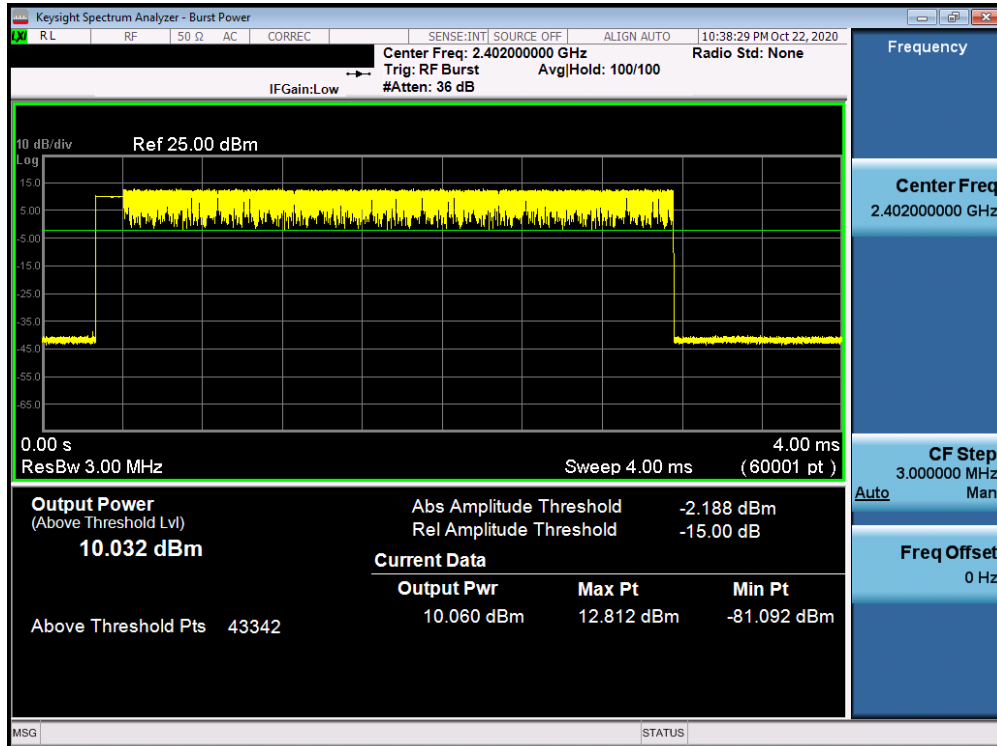 Keysight Spectrum Analyzer - Burst Power
LXI RL RF 50 Ω AC CORREC SENSE:INT SOURCE OFF ALIGN AUTO 10:38:29 PM Oct 22, 2020
Center Freq: 2.402000000 GHz Radio Std: None
Trig: RF Burst Avg|Hold: 100/100
IFGain:Low #Atten: 36 dB
10 dB/div Ref 25.00 dBm
Log
15.0
5.00
-5.00
-15.0
-25.0
-35.0
-45.0
-55.0
-65.0
0.00 s 4.00 ms
ResBw 3.00 MHz Sweep 4.00 ms (60001 pt)
Output Power
(Above Threshold Lvl)
10.032 dBm
Above Threshold Pts 43342
Abs Amplitude Threshold -2.188 dBm
Rel Amplitude Threshold -15.00 dB
Current Data
Output Pwr Max Pt Min Pt
10.060 dBm 12.812 dBm -81.092 dBm
Frequency
Center Freq
2.402000000 GHz
CF Step
3.000000 MHz
Auto Man
Freq Offset
0 Hz
MSG STATUS